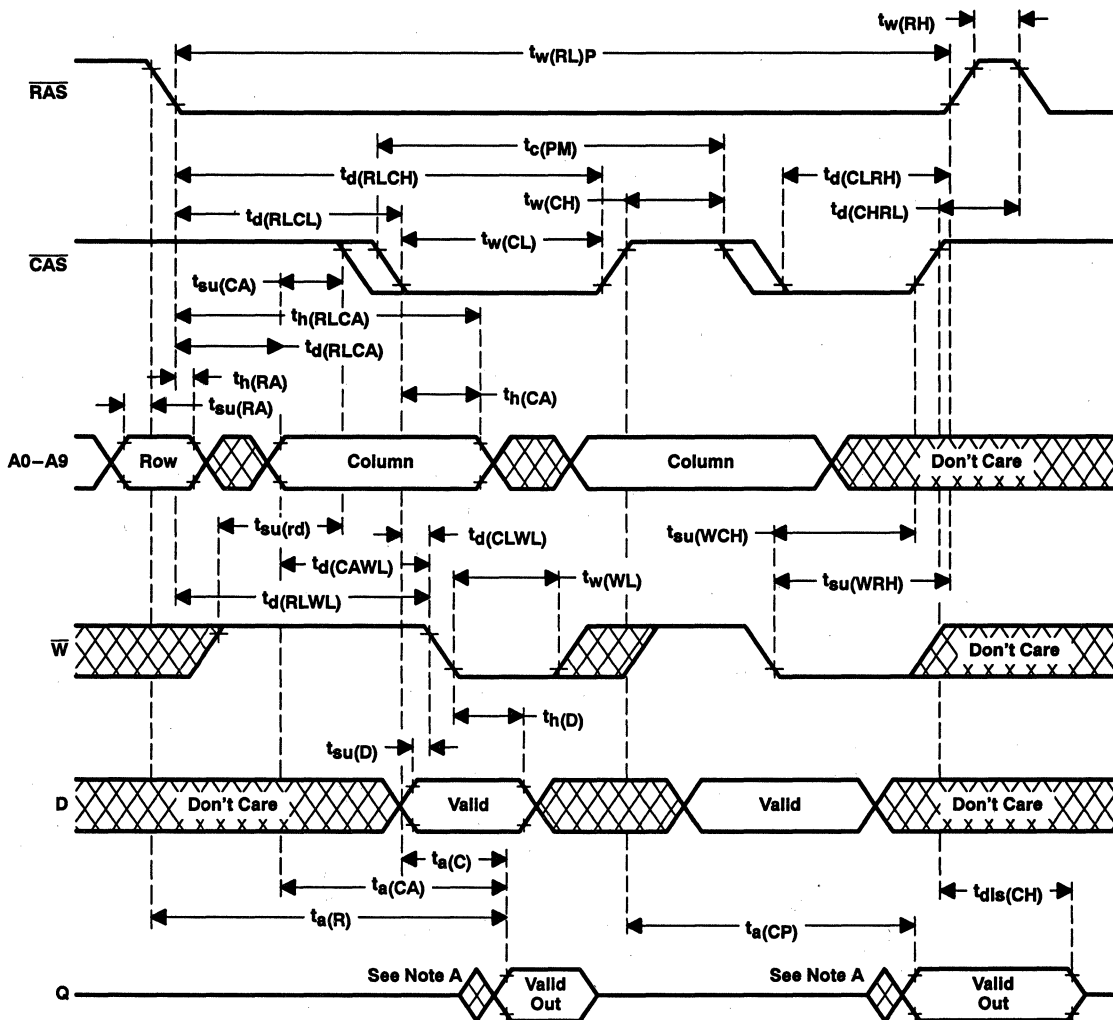 tw(RH)
tw(RL)P
RAS
tc(PM)
td(RLCH)
td(CLRH)
tw(CH)
td(CHRL)
td(RLCL)
tw(CL)
CAS
tsu(CA)
th(RLCA)
td(RLCA)
th(RA)
th(CA)
tsu(RA)
A0–A9
Row
Column
Column
Don't Care
tsu(rd)
td(CLWL)
tsu(WCH)
td(CAWL)
tw(WL)
tsu(WRH)
td(RLWL)
W
Don't Care
th(D)
tsu(D)
D
Don't Care
Valid
Valid
Don't Care
ta(C)
ta(CA)
tdis(CH)
ta(R)
ta(CP)
See Note A
See Note A
Q
Valid Out
Valid Out